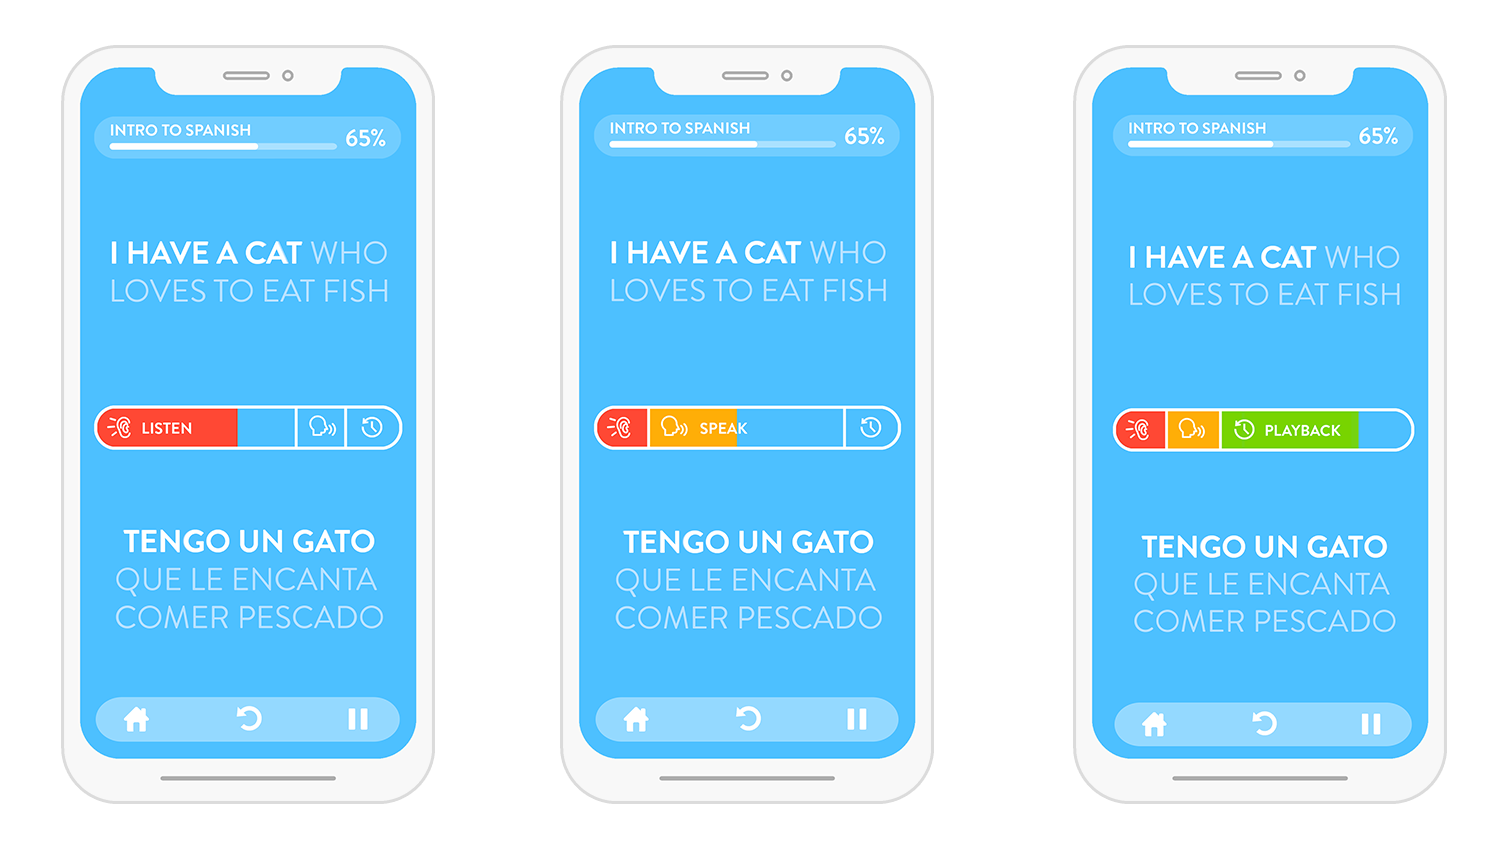 INTRO TO SPANISH
65%
I HAVE A CAT WHO
LOVES TO EAT FISH
LISTEN
TENGO UN GATO
QUE LE ENCANTA
COMER PESCADO
INTRO TO SPANISH
65%
I HAVE A CAT WHO
LOVES TO EAT FISH
SPEAK
TENGO UN GATO
QUE LE ENCANTA
COMER PESCADO
INTRO TO SPANISH
65%
I HAVE A CAT WHO
LOVES TO EAT FISH
PLAYBACK
TENGO UN GATO
QUE LE ENCANTA
COMER PESCADO